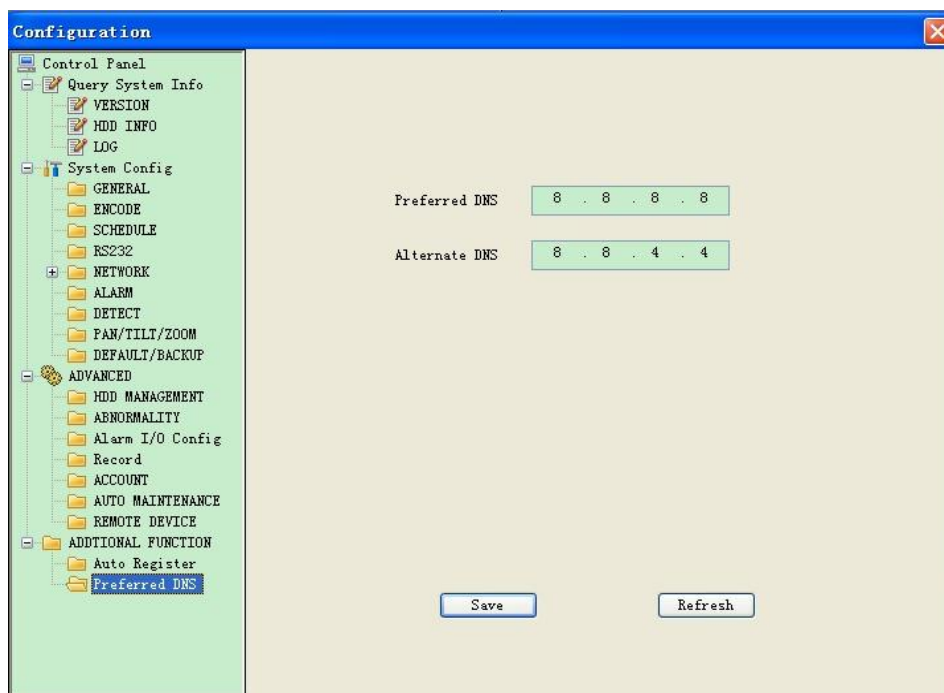 Configuration
Control Panel
Query System Info
VERSION
HDD INFO
LOG
System Config
GENERAL
ENCODE
SCHEDULE
RS232
NETWORK
ALARM
DETECT
PAN/TILT/ZOOM
DEFAULT/BACKUP
ADVANCED
HDD MANAGEMENT
ABNORMALITY
Alarm I/O Config
Record
ACCOUNT
AUTO MAINTENANCE
REMOTE DEVICE
ADDTIONAL FUNCTION
Auto Register
Preferred DNS
Preferred DNS 8 . 8 . 8 . 8
Alternate DNS 8 . 8 . 4 . 4
Save Refresh